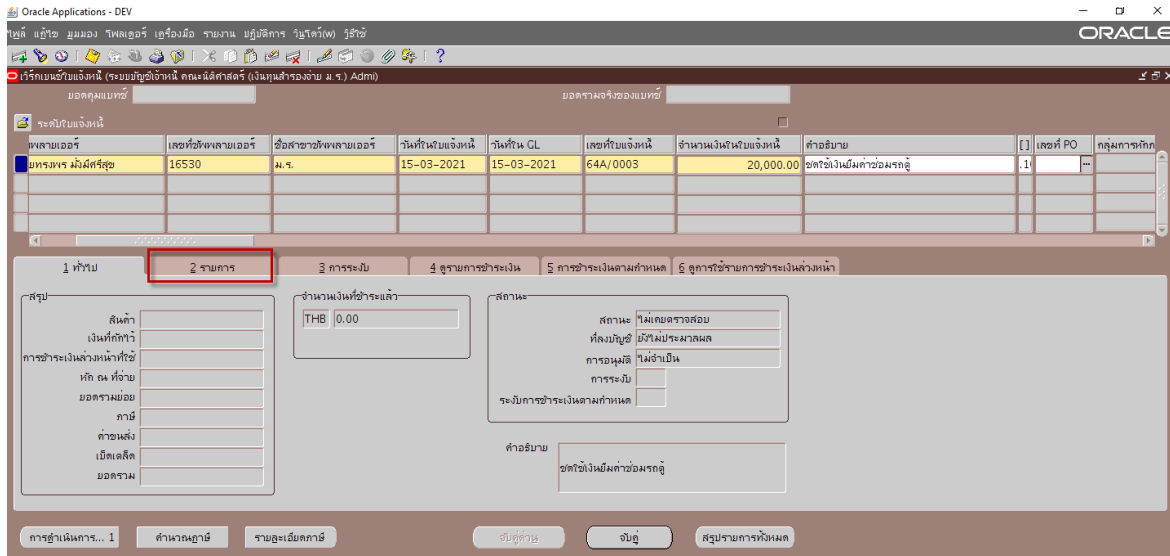 Oracle Applications - DEV
ไฟล์ แก้ไข มุมมอง โฟลเดอร์ เครื่องมือ รายงาน ปฏิบัติการ วินโดว์(w) วิธีใช้
ORACLE
เวิร์กเบนช์ใบแจ้งหนี้ (ระบบบัญชีเจ้าหนี้ คณะนิติศาสตร์ (เงินทุนสำรองจ่าย ม.ร.) Admi)
ยอดคุมแบทช์ ยอดรวมจริงของแบทช์
ระดับใบแจ้งหนี้
พลายเออร์ เลขที่ซัพพลายเออร์ ชื่อสาขาซัพพลายเออร์ วันที่ในใบแจ้งหนี้ วันที่ใน GL เลขที่ใบแจ้งหนี้ จำนวนเงินในใบแจ้งหนี้ คำอธิบาย [ ] เลขที่ PO กลุ่มการหักภ
ยทรงพร มั่งมีศรีสุข 16530 ม.ร. 15-03-2021 15-03-2021 64A/0003 20,000.00 ชดใช้เงินยืมค่าซ่อมรถตู้
1 ทั่วไป 2 รายการ 3 การระงับ 4 ดูรายการชำระเงิน 5 การชำระเงินตามกำหนด 6 ดูการใช้รายการชำระเงินล่วงหน้า
สรุป จำนวนเงินที่ชำระแล้ว สถานะ
สินค้า THB 0.00 สถานะ ไม่เคยตรวจสอบ
เงินที่กักไว้ ที่ลงบัญชี ยังไม่ประมวลผล
การชำระเงินล่วงหน้าที่ใช้ การอนุมัติ ไม่จำเป็น
หัก ณ ที่จ่าย การระงับ
ยอดรวมย่อย ระงับการชำระเงินตามกำหนด
ภาษี
ค่าขนส่ง
เบ็ดเตล็ด คำอธิบาย ชดใช้เงินยืมค่าซ่อมรถตู้
ยอดรวม
การดำเนินการ... 1 คำนวณภาษี รายละเอียดภาษี จับคู่ด่วน จับคู่ สรุปรายการทั้งหมด